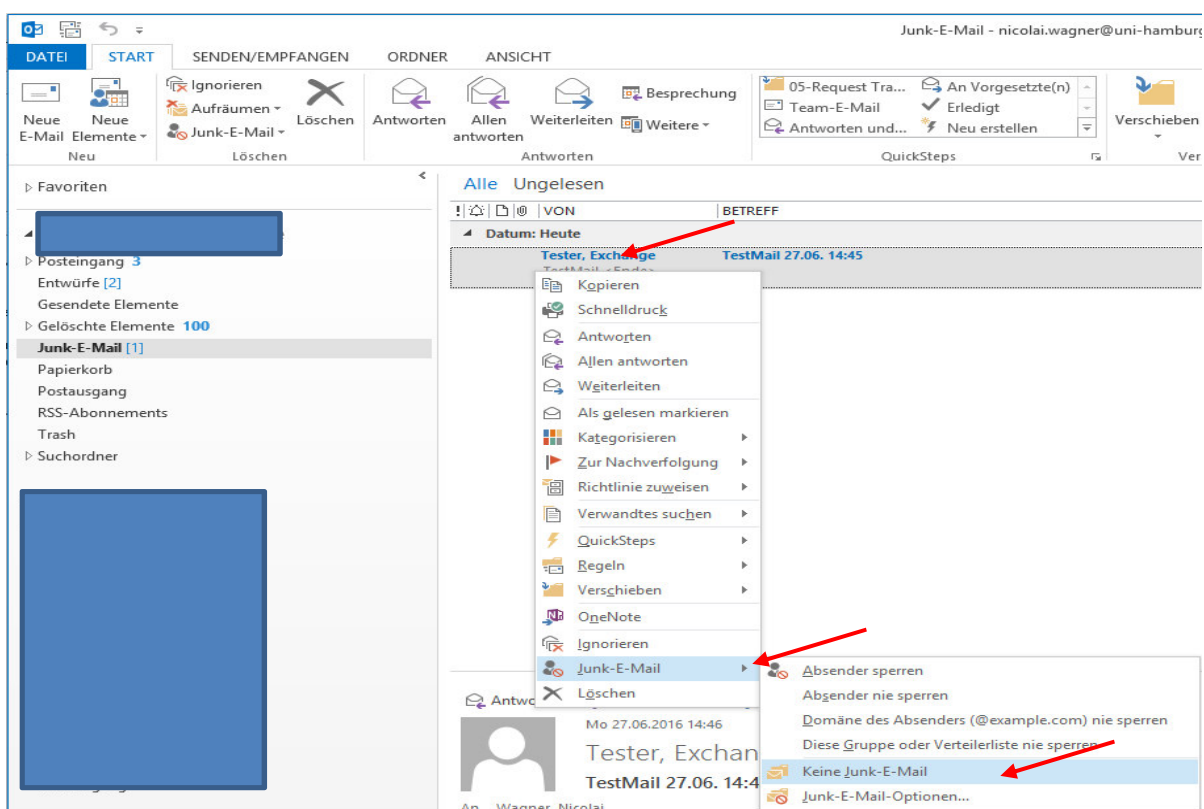 Junk-E-Mail - nicolai.wagner@uni-hamburg
DATEI START SENDEN/EMPFANGEN ORDNER ANSICHT
Neue E-Mail
Neue Elemente
Ignorieren
Aufräumen
Junk-E-Mail
Löschen
Antworten
Allen antworten
Weiterleiten
Besprechung
Weitere
05-Request Tra...
Team-E-Mail
Antworten und...
An Vorgesetzte(n)
Erledigt
Neu erstellen
Verschieben
Neu Löschen Antworten QuickSteps Ver
Favoriten
Posteingang 3
Entwürfe [2]
Gesendete Elemente
Gelöschte Elemente 100
Junk-E-Mail [1]
Papierkorb
Postausgang
RSS-Abonnements
Trash
Suchordner
Alle Ungelesen
! VON BETREFF
Datum: Heute
Tester, Exchange TestMail 27.06. 14:45
TestMail <Ende>
Kopieren
Schnelldruck
Antworten
Allen antworten
Weiterleiten
Als gelesen markieren
Kategorisieren
Zur Nachverfolgung
Richtlinie zuweisen
Verwandtes suchen
QuickSteps
Regeln
Verschieben
OneNote
Ignorieren
Junk-E-Mail
Löschen
Absender sperren
Absender nie sperren
Domäne des Absenders (@example.com) nie sperren
Diese Gruppe oder Verteilerliste nie sperren
Keine Junk-E-Mail
Junk-E-Mail-Optionen...
Antwo
Mo 27.06.2016 14:46
Tester, Exchan
TestMail 27.06. 14:4
An Wagner, Nicolai